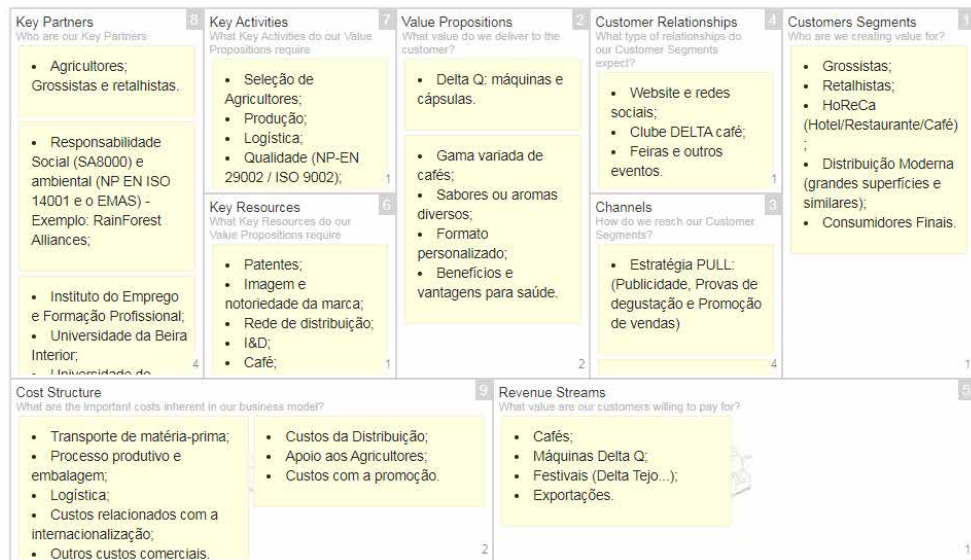 Key Partners 8
Who are our Key Partners
• Agricultores;
Grossistas e retalhistas.
• Responsabilidade
Social (SA8000) e
ambiental (NP EN ISO
14001 e o EMAS) -
Exemplo: RainForest
Alliances;
• Instituto do Emprego
e Formação Profissional;
• Universidade da Beira
Interior;
4
Key Activities 7
What Key Activities do our Value
Propositions require
• Seleção de
Agricultores;
• Produção;
• Logística;
• Qualidade (NP-EN
29002 / ISO 9002);
1
Key Resources 6
What Key Resources do our
Value Propositions require
• Patentes;
• Imagem e
notoriedade da marca;
• Rede de distribuição;
• I&D;
• Café;
1
Value Propositions 2
What value do we deliver to the
customer?
• Delta Q: máquinas e
cápsulas.
• Gama variada de
cafés;
• Sabores ou aromas
diversos;
• Formato
personalizado;
• Benefícios e
vantagens para saúde.
2
Customer Relationships 4
What type of relationships do
our Customer Segments
expect?
• Website e redes
sociais;
• Clube DELTA café;
• Feiras e outros
eventos.
1
Channels 3
How do we reach our Customer
Segments?
• Estratégia PULL:
(Publicidade, Provas de
degustação e Promoção
de vendas)
4
Customers Segments 1
Who are we creating value for?
• Grossistas;
• Retalhistas;
• HoReCa
(Hotel/Restaurante/Café)
;
• Distribuição Moderna
(grandes superfícies e
similares);
• Consumidores Finais.
1
Cost Structure 9
What are the important costs inherent in our business model?
• Transporte de matéria-prima;
• Processo produtivo e
embalagem;
• Logística;
• Custos relacionados com a
internacionalização;
• Outros custos comerciais.
• Custos da Distribuição;
• Apoio aos Agricultores;
• Custos com a promoção.
2
Revenue Streams 5
What value are our customers willing to pay for?
• Cafés;
• Máquinas Delta Q;
• Festivais (Delta Tejo...);
• Exportações.
1